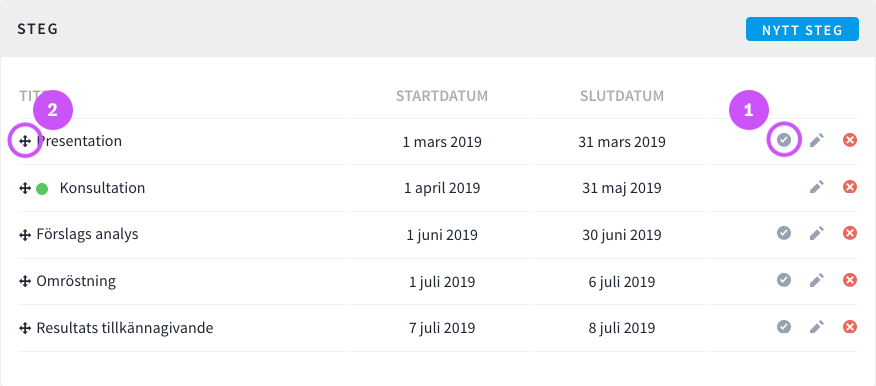 STEG
NYTT STEG
STARTDATUM SLUTDATUM
2 1
Presentation 1 mars 2019 31 mars 2019
Konsultation 1 april 2019 31 maj 2019
Förslags analys 1 juni 2019 30 juni 2019
Omröstning 1 juli 2019 6 juli 2019
Resultats tillkännagivande 7 juli 2019 8 juli 2019